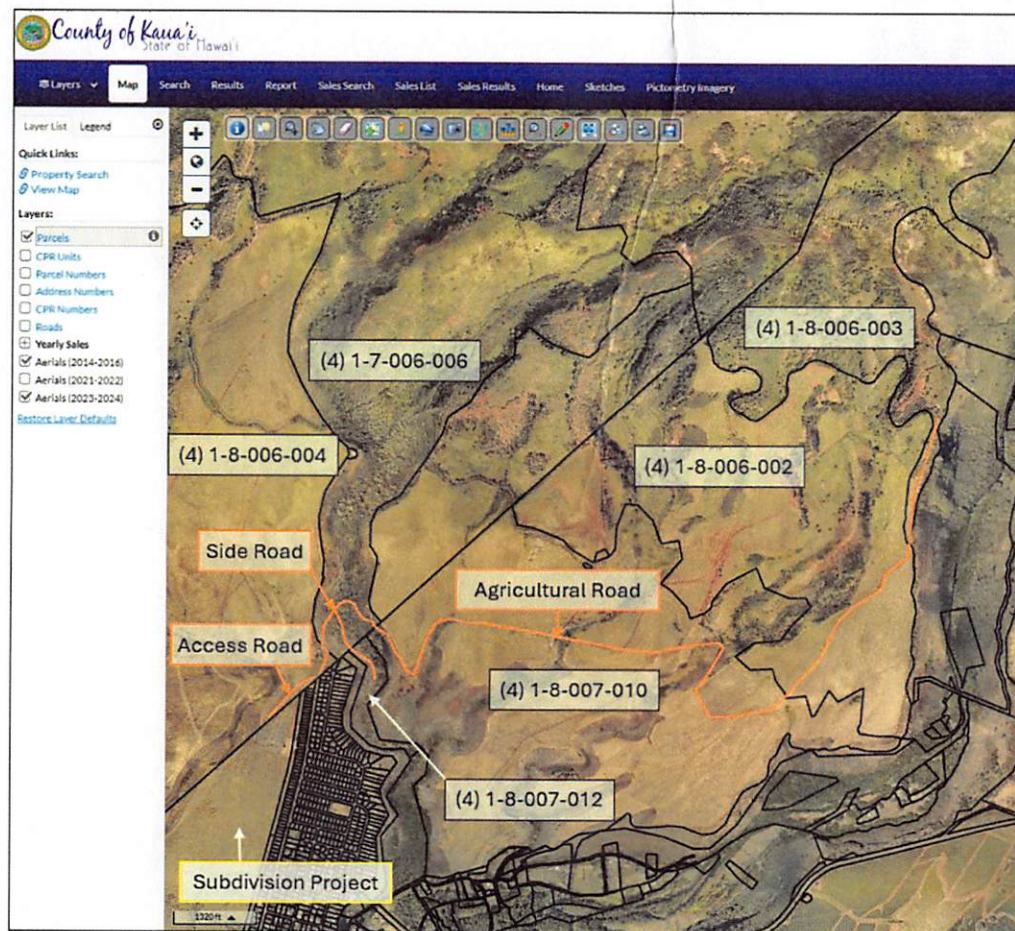 County of Kaua'i
State of Hawai'i
Layers
Map
Search
Results
Report
Sales Search
Sales List
Sales Results
Home
Sketches
Pictometry Imagery
Layer List
Legend
Quick Links:
Property Search
View Map
Layers:
Parcels
CPR Units
Parcel Numbers
Address Numbers
CPR Numbers
Roads
Yearly Sales
Aerials (2014-2016)
Aerials (2021-2022)
Aerials (2023-2024)
Restore Layer Defaults
(4) 1-8-006-003
(4) 1-7-006-006
(4) 1-8-006-004
(4) 1-8-006-002
Side Road
Agricultural Road
Access Road
(4) 1-8-007-010
(4) 1-8-007-012
Subdivision Project
1320 ft